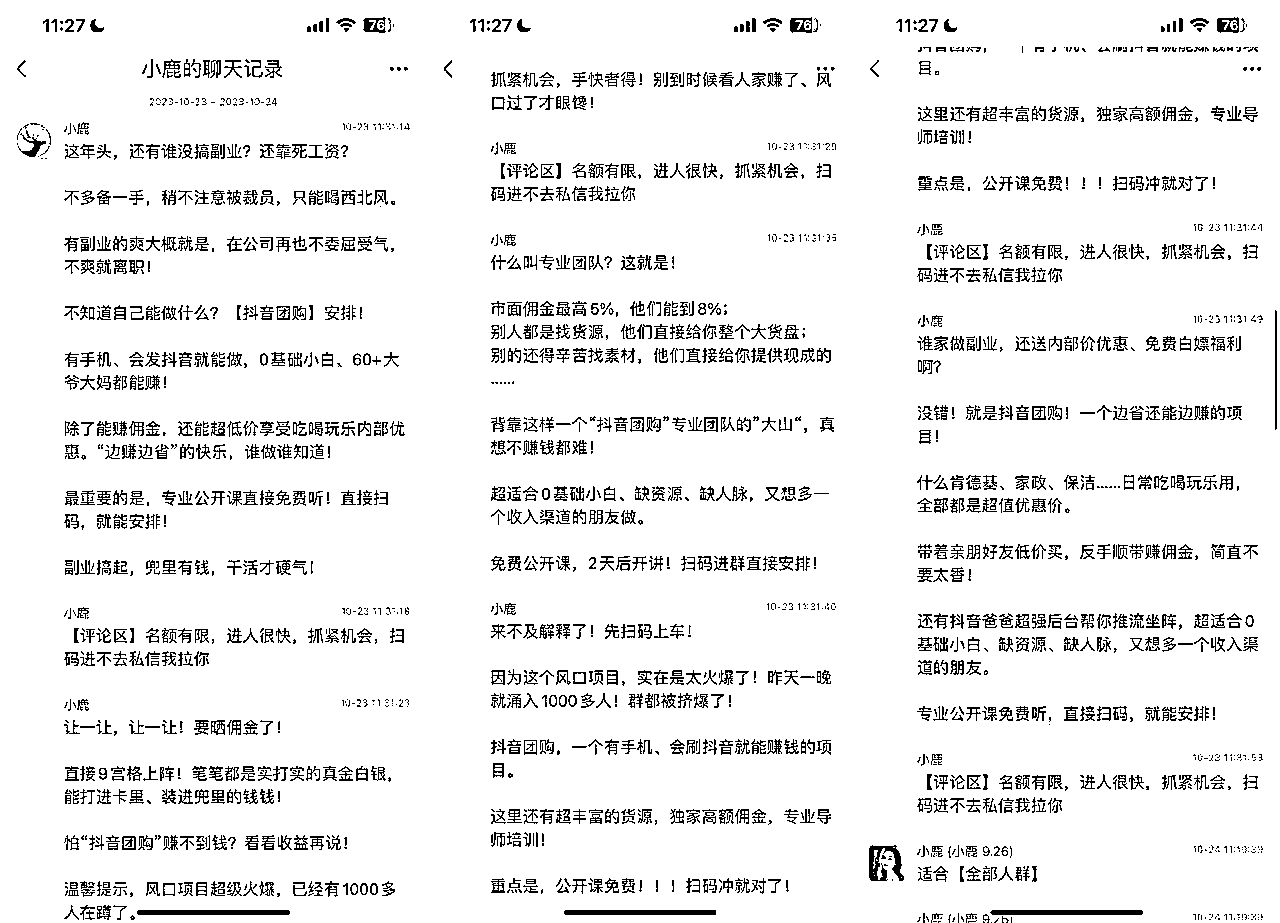 11:27
76
小鹿的聊天记录
2023-10-23 - 2023-10-24
小鹿
10-23 11:31:14
这年头，还有谁没搞副业？还靠死工资？
不多备一手，稍不注意被裁员，只能喝西北风。
有副业的爽大概就是，在公司再也不委屈受气，
不爽就离职！
不知道自己能做什么？【抖音团购】安排！
有手机、会发抖音就能做，0基础小白、60+大
爷大妈都能赚！
除了能赚佣金，还能超低价享受吃喝玩乐内部优
惠。“边赚边省”的快乐，谁做谁知道！
最重要的是，专业公开课直接免费听！直接扫
码，就能安排！
副业搞起，兜里有钱，干活才硬气！
小鹿
10-23 11:31:18
【评论区】名额有限，进人很快，抓紧机会，扫
码进不去私信我拉你
小鹿
10-23 11:31:23
让一让，让一让！要晒佣金了！
直接9宫格上阵！笔笔都是实打实的真金白银，
能打进卡里、装进兜里的钱钱！
怕“抖音团购”赚不到钱？看看收益再说！
温馨提示，风口项目超级火爆，已经有1000多
人在蹲了。
11:27
76
抓紧机会，手快者得！别到时候看人家赚了、风
口过了才眼馋！
小鹿
10-23 11:31:29
【评论区】名额有限，进人很快，抓紧机会，扫
码进不去私信我拉你
小鹿
10-23 11:31:35
什么叫专业团队？这就是！
市面佣金最高5%，他们能到8%；
别人都是找货源，他们直接给你整个大货盘；
别的还得辛苦找素材，他们直接给你提供现成的
……
背靠这样一个“抖音团购”专业团队的”大山“，真
想不赚钱都难！
超适合0基础小白、缺资源、缺人脉，又想多一
个收入渠道的朋友做。
免费公开课，2天后开讲！扫码进群直接安排！
小鹿
10-23 11:31:40
来不及解释了！先扫码上车！
因为这个风口项目，实在是太火爆了！昨天一晚
就涌入1000多人！群都被挤爆了！
抖音团购，一个有手机、会刷抖音就能赚钱的项
目。
这里还有超丰富的货源，独家高额佣金，专业导
师培训！
重点是，公开课免费！！！扫码冲就对了！
11:27
76
抖音团购，一个有手机、会刷抖音就能赚钱的项
目。
这里还有超丰富的货源，独家高额佣金，专业导
师培训！
重点是，公开课免费！！！扫码冲就对了！
小鹿
10-23 11:31:44
【评论区】名额有限，进人很快，抓紧机会，扫
码进不去私信我拉你
小鹿
10-23 11:31:49
谁家做副业，还送内部价优惠、免费白嫖福利
啊？
没错！就是抖音团购！一个边省还能边赚的项
目！
什么肯德基、家政、保洁……日常吃喝玩乐用，
全部都是超值优惠价。
带着亲朋好友低价买，反手顺带赚佣金，简直不
要太香！
还有抖音爸爸超强后台帮你推流坐阵，超适合0
基础小白、缺资源、缺人脉，又想多一个收入渠
道的朋友。
专业公开课免费听，直接扫码，就能安排！
小鹿
10-23 11:31:53
【评论区】名额有限，进人很快，抓紧机会，扫
码进不去私信我拉你
小鹿 (小鹿 9.26)
10-24 11:19:39
适合【全部人群】
小鹿 (小鹿 9.26)
10-24 11:19:39